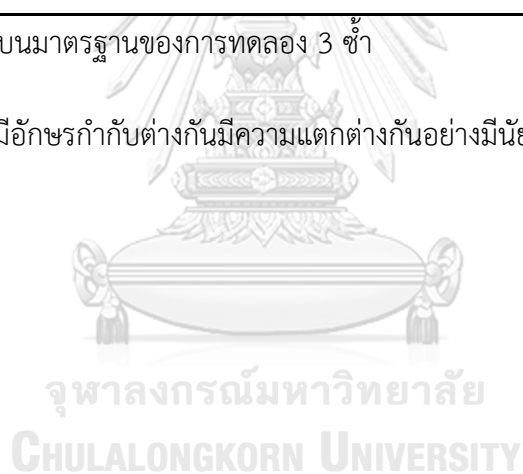 บนมาตรฐานของการทดลอง 3 ซ้ำ
มีอักษรกำกับต่างกันมีความแตกต่างกันอย่างมีนัย
จุฬาลงกรณ์มหาวิทยาลัย
CHULALONGKORN UNIVERSITY